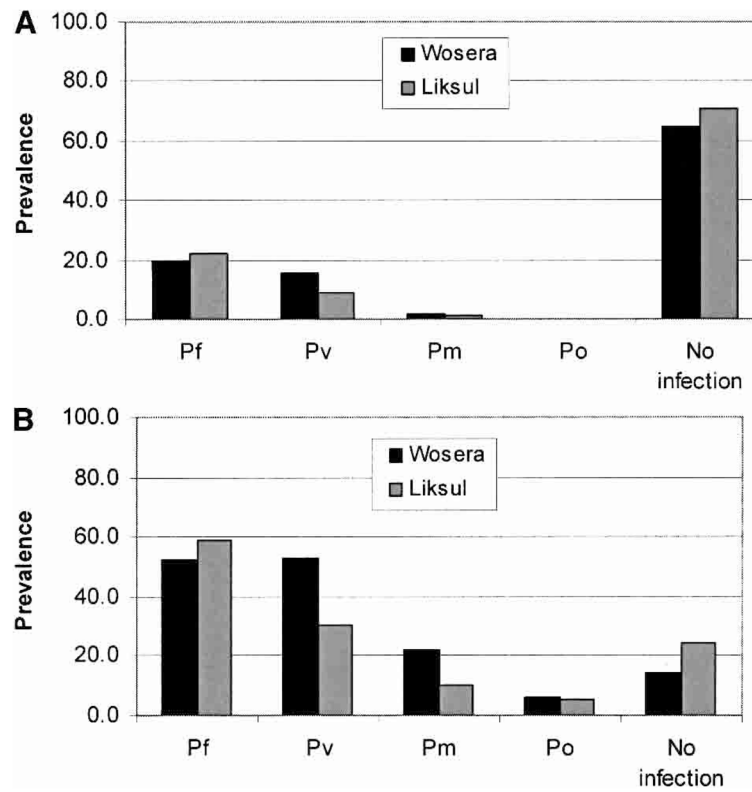 A
100.0
80.0
60.0
40.0
20.0
0.0
Prevalence
Wosera
Liksul
Pf Pv Pm Po No
infection
B
100.0
80.0
60.0
40.0
20.0
0.0
Prevalence
Wosera
Liksul
Pf Pv Pm Po No
infection